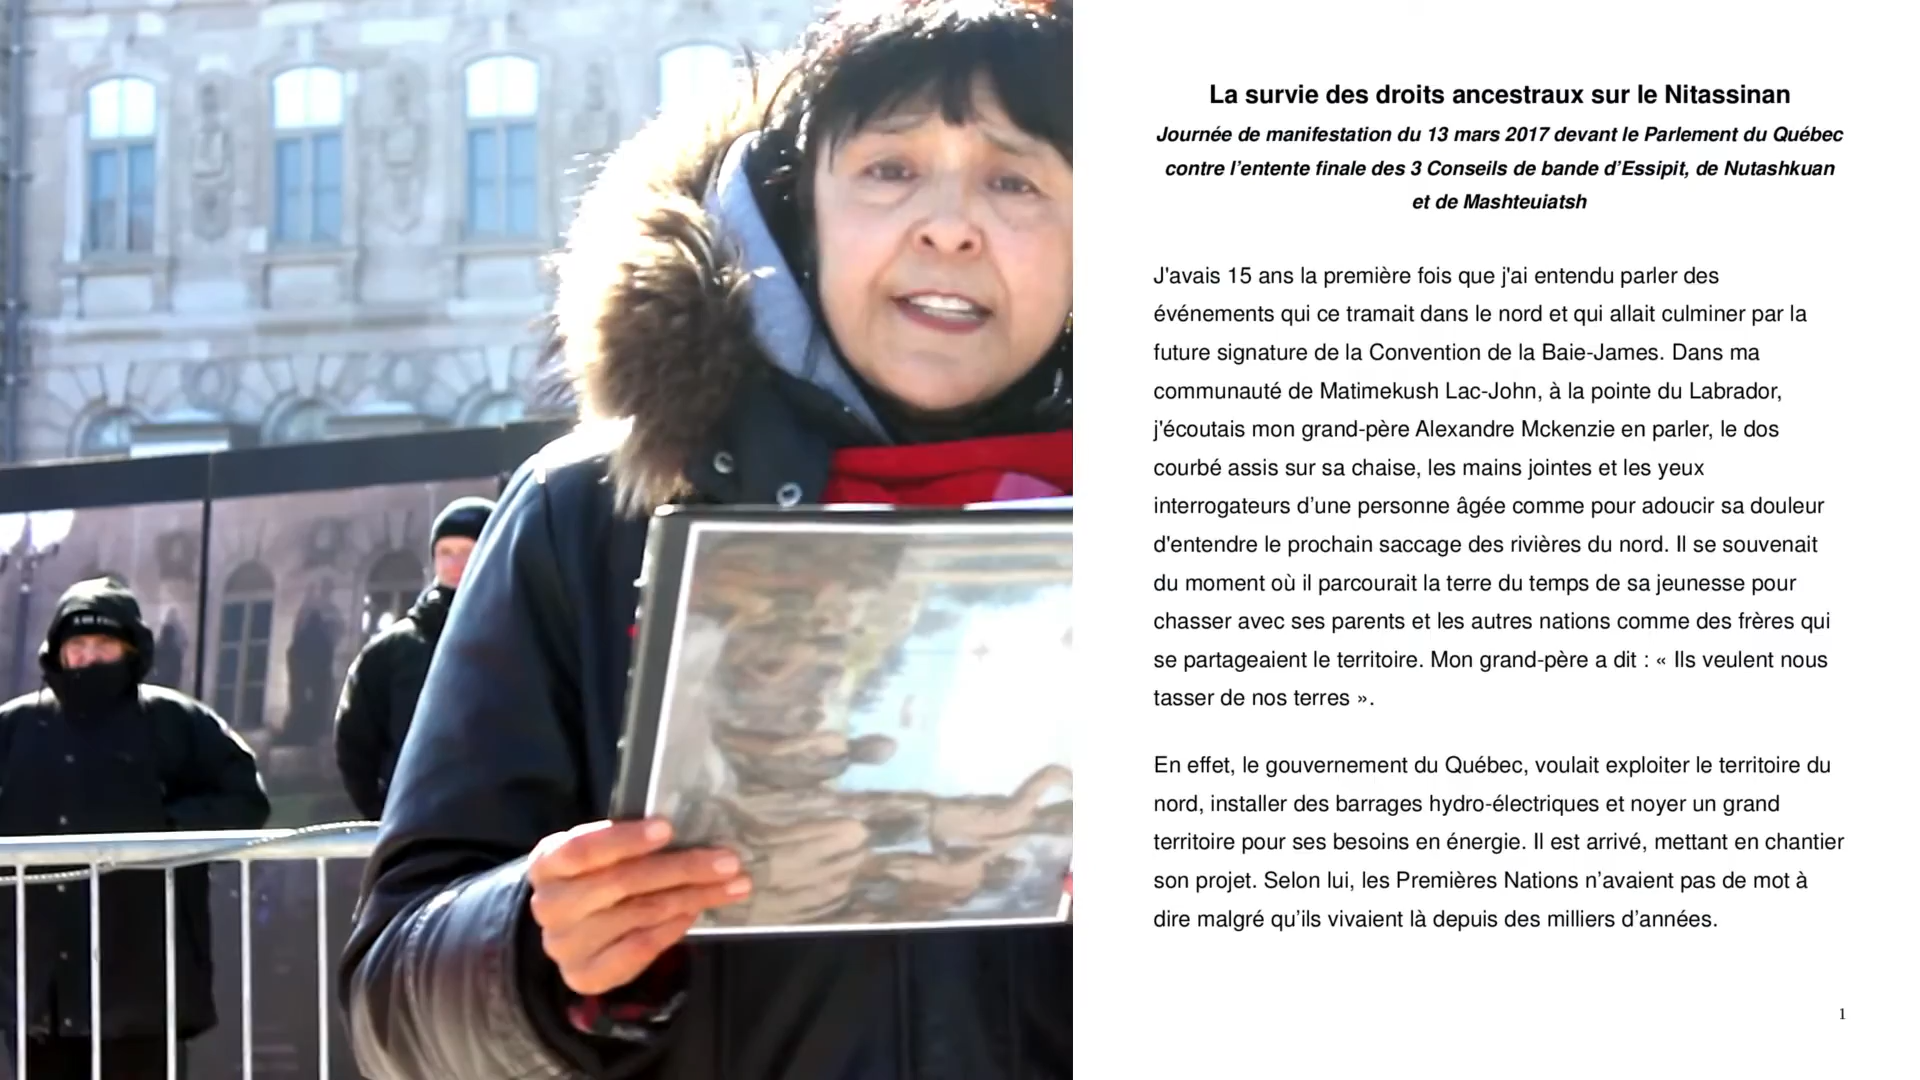 La survie des droits ancestraux sur le Nitassinan
Journée de manifestation du 13 mars 2017 devant le Parlement du Québec
contre l’entente finale des 3 Conseils de bande d’Essipit, de Nutashkuan
et de Mashteuiatsh
J'avais 15 ans la première fois que j'ai entendu parler des
événements qui ce tramait dans le nord et qui allait culminer par la
future signature de la Convention de la Baie-James. Dans ma
communauté de Matimekush Lac-John, à la pointe du Labrador,
j'écoutais mon grand-père Alexandre Mckenzie en parler, le dos
courbé assis sur sa chaise, les mains jointes et les yeux
interrogateurs d’une personne âgée comme pour adoucir sa douleur
d'entendre le prochain saccage des rivières du nord. Il se souvenait
du moment où il parcourait la terre du temps de sa jeunesse pour
chasser avec ses parents et les autres nations comme des frères qui
se partageaient le territoire. Mon grand-père a dit : « Ils veulent nous
tasser de nos terres ».
En effet, le gouvernement du Québec, voulait exploiter le territoire du
nord, installer des barrages hydro-électriques et noyer un grand
territoire pour ses besoins en énergie. Il est arrivé, mettant en chantier
son projet. Selon lui, les Premières Nations n’avaient pas de mot à
dire malgré qu’ils vivaient là depuis des milliers d’années.
1